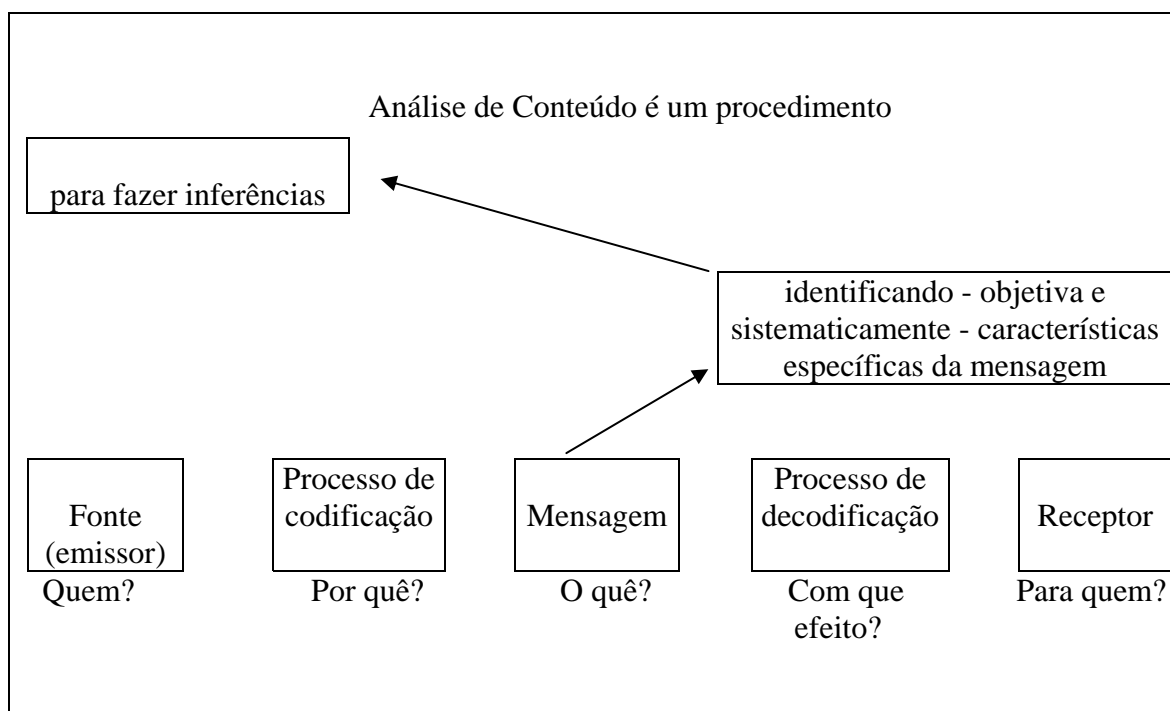 Análise de Conteúdo é um procedimento
para fazer inferências
identificando - objetiva e
sistematicamente - características
específicas da mensagem
Fonte
(emissor)
Quem?
Processo de
codificação
Por quê?
Mensagem
O quê?
Processo de
decodificação
Com que
efeito?
Receptor
Para quem?